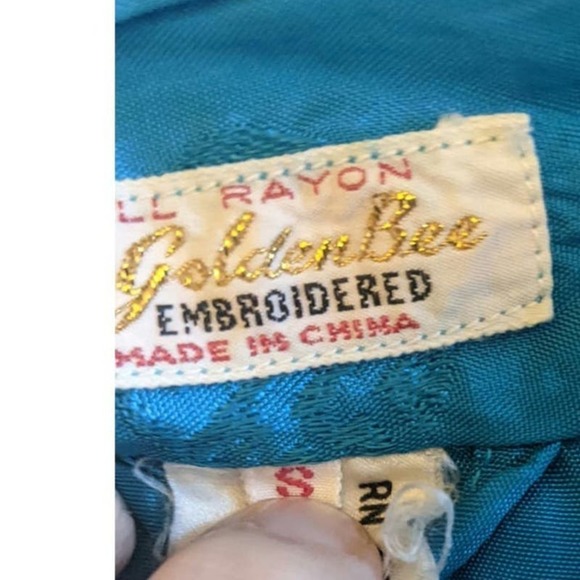 LL RAYON
GoldenBee
EMBROIDERED
MADE IN CHINA
S
RN